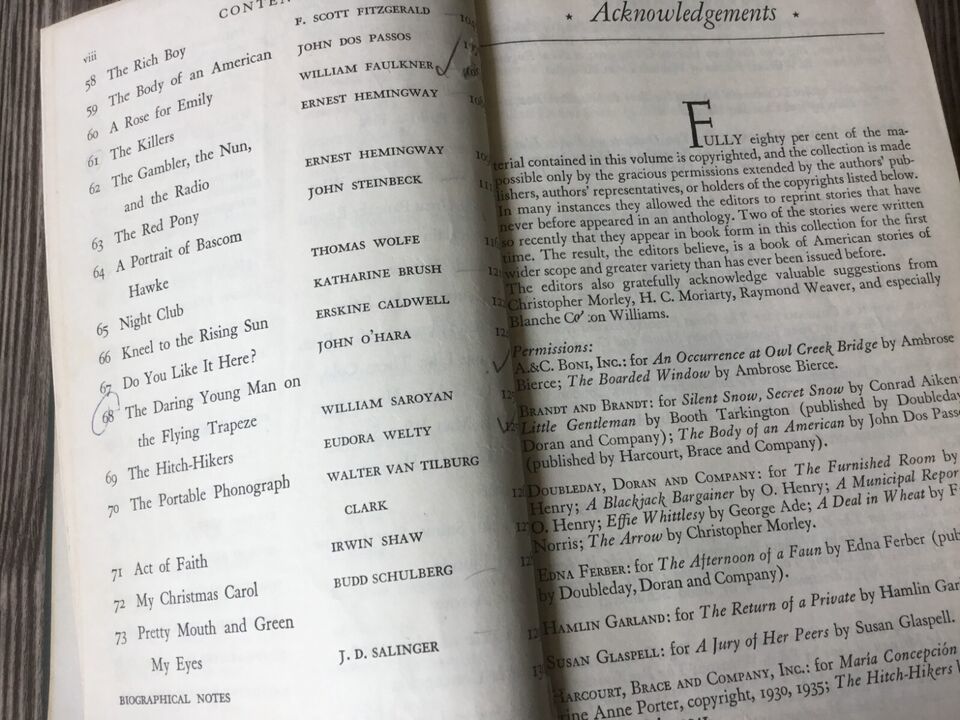 viii
CONTEN
58 The Rich Boy F. SCOTT FITZGERALD
59 The Body of an American JOHN DOS PASSOS
60 A Rose for Emily WILLIAM FAULKNER
61 The Killers ERNEST HEMINGWAY
62 The Gambler, the Nun,
and the Radio ERNEST HEMINGWAY
63 The Red Pony JOHN STEINBECK
64 A Portrait of Bascom
Hawke THOMAS WOLFE
65 Night Club KATHARINE BRUSH
66 Kneel to the Rising Sun ERSKINE CALDWELL
67 Do You Like It Here? JOHN O'HARA
68 The Daring Young Man on
the Flying Trapeze WILLIAM SAROYAN
69 The Hitch-Hikers EUDORA WELTY
70 The Portable Phonograph WALTER VAN TILBURG
CLARK
71 Act of Faith IRWIN SHAW
72 My Christmas Carol BUDD SCHULBERG
73 Pretty Mouth and Green
My Eyes J. D. SALINGER
BIOGRAPHICAL NOTES
* Acknowledgements *
FULLY eighty per cent of the ma-
terial contained in this volume is copyrighted, and the collection is made
possible only by the gracious permissions extended by the authors' pub-
lishers, authors' representatives, or holders of the copyrights listed below.
In many instances they allowed the editors to reprint stories that have
never before appeared in an anthology. Two of the stories were written
so recently that they appear in book form in this collection for the first
time. The result, the editors believe, is a book of American stories of
wider scope and greater variety than has ever been issued before.
The editors also gratefully acknowledge valuable suggestions from
Christopher Morley, H. C. Moriarty, Raymond Weaver, and especially
Blanche Co on Williams.
Permissions:
A.&C. BONI, INC.: for An Occurrence at Owl Creek Bridge by Ambrose
Bierce; The Boarded Window by Ambrose Bierce.
BRANDT AND BRANDT: for Silent Snow, Secret Snow by Conrad Aiken;
Little Gentleman by Booth Tarkington (published by Doubleday
Doran and Company); The Body of an American by John Dos Passo
(published by Harcourt, Brace and Company).
DOUBLEDAY, DORAN AND COMPANY: for The Furnished Room by
Henry; A Blackjack Bargainer by O. Henry; A Municipal Repor
O. Henry; Effie Whittlesy by George Ade; A Deal in Wheat by F
Norris; The Arrow by Christopher Morley.
EDNA FERBER: for The Afternoon of a Faun by Edna Ferber (pub
by Doubleday, Doran and Company).
HAMLIN GARLAND: for The Return of a Private by Hamlin Garl
SUSAN GLASPELL: for A Jury of Her Peers by Susan Glaspell.
HARCOURT, BRACE AND COMPANY, INC.: for María Concepción
rine Anne Porter, copyright, 1930, 1935; The Hitch-Hikers b